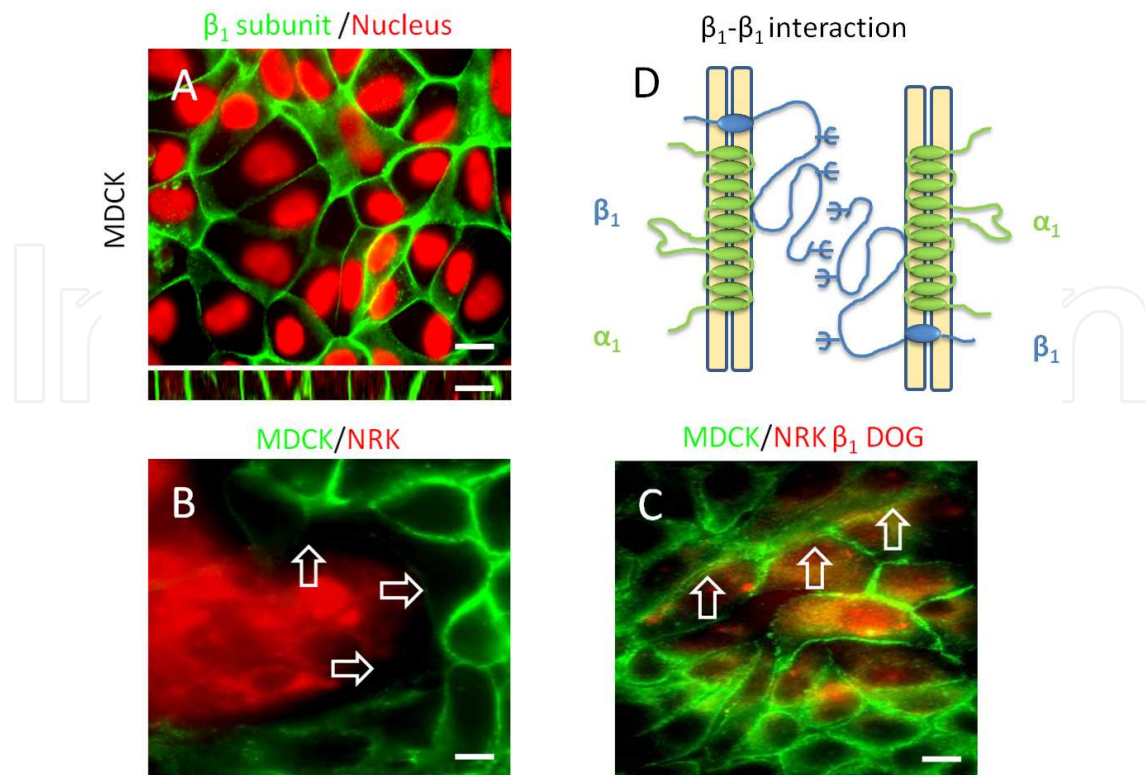 β₁ subunit /Nucleus
A
MDCK
β₁-β₁ interaction
D
β₁
α₁
α₁
β₁
MDCK/NRK
B
MDCK/NRK β₁ DOG
C